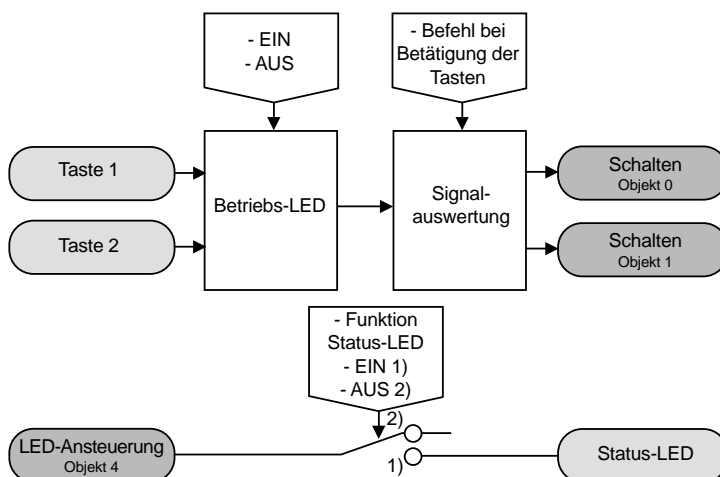 - EIN
- AUS
- Befehl bei
Betätigung der
Tasten
Taste 1
Taste 2
Betriebs-LED
Signal-
auswertung
Schalten
Objekt 0
Schalten
Objekt 1
- Funktion
Status-LED
- EIN 1)
- AUS 2)
2)
1)
LED-Ansteuerung
Objekt 4
Status-LED